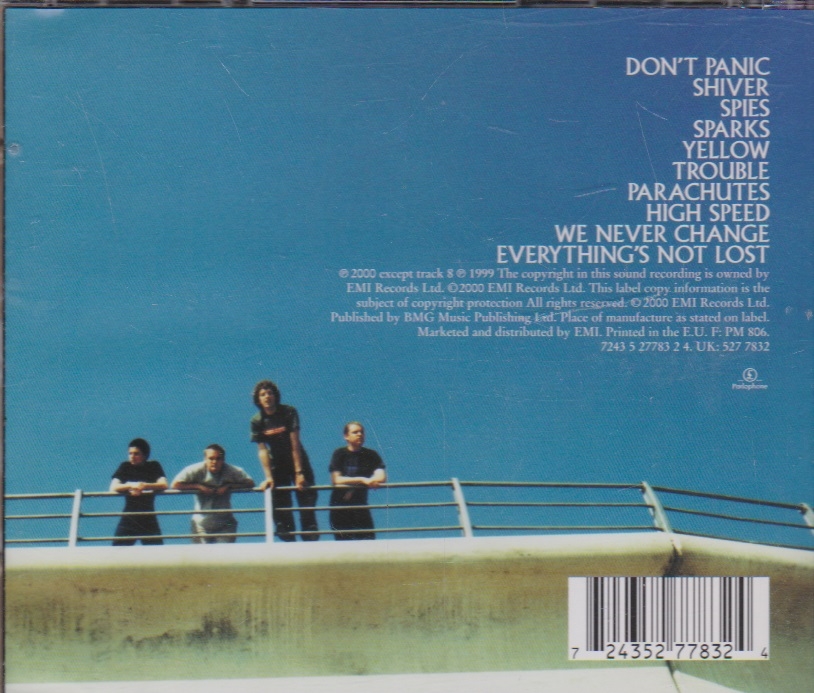 DON'T PANIC
SHIVER
SPIES
SPARKS
YELLOW
TROUBLE
PARACHUTES
HIGH SPEED
WE NEVER CHANGE
EVERYTHING'S NOT LOST
℗ 2000 except track 8 ℗ 1999 The copyright in this sound recording is owned by
EMI Records Ltd. ©2000 EMI Records Ltd. This label copy information is the
subject of copyright protection All rights reserved. © 2000 EMI Records Ltd.
Published by BMG Music Publishing Ltd. Place of manufacture as stated on label.
Marketed and distributed by EMI. Printed in the E.U. F: PM 806.
7243 5 27783 2 4. UK: 527 7832
£
Parlophone
7 24352 77832 4